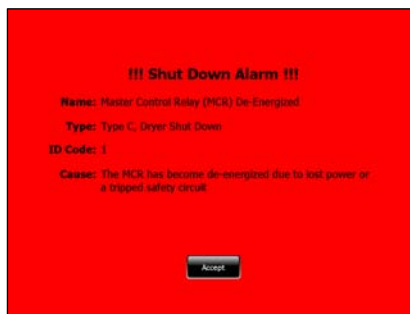 !!! Shut Down Alarm !!!
Name: Master Control Relay (MCR) De-Energized
Type: Type C, Dryer Shut Down
ID Code: 1
Cause: The MCR has become de-energized due to lost power or
a tripped safety circuit
Accept